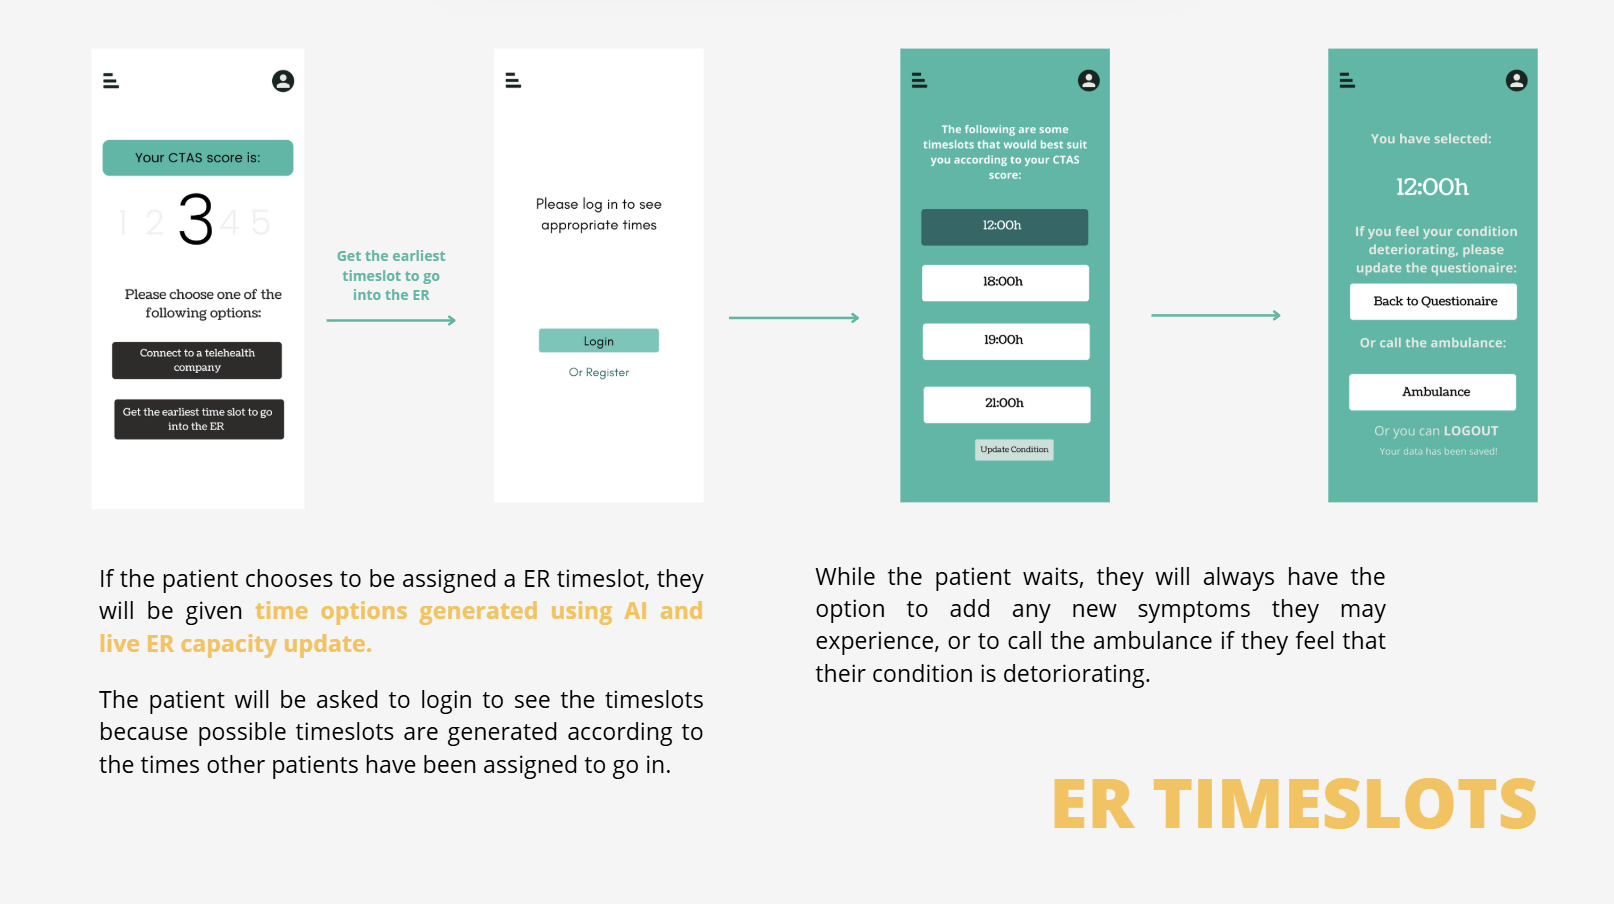 Your CTAS score is:
1 2 3 4 5
Please choose one of the
following options:
Connect to a telehealth
company
Get the earliest time slot to go
into the ER
Get the earliest
timeslot to go
into the ER
Please log in to see
appropriate times
Login
Or Register
The following are some
timeslots that would best suit
you according to your CTAS
score:
12:00h
18:00h
19:00h
21:00h
Update Condition
You have selected:
12:00h
If you feel your condition
deteriorating, please
update the questionaire:
Back to Questionaire
Or call the ambulance:
Ambulance
Or you can LOGOUT
Your data has been saved!
If the patient chooses to be assigned a ER timeslot, they
will be given time options generated using AI and
live ER capacity update.
The patient will be asked to login to see the timeslots
because possible timeslots are generated according to
the times other patients have been assigned to go in.
While the patient waits, they will always have the
option to add any new symptoms they may
experience, or to call the ambulance if they feel that
their condition is detoriorating.
ER TIMESLOTS